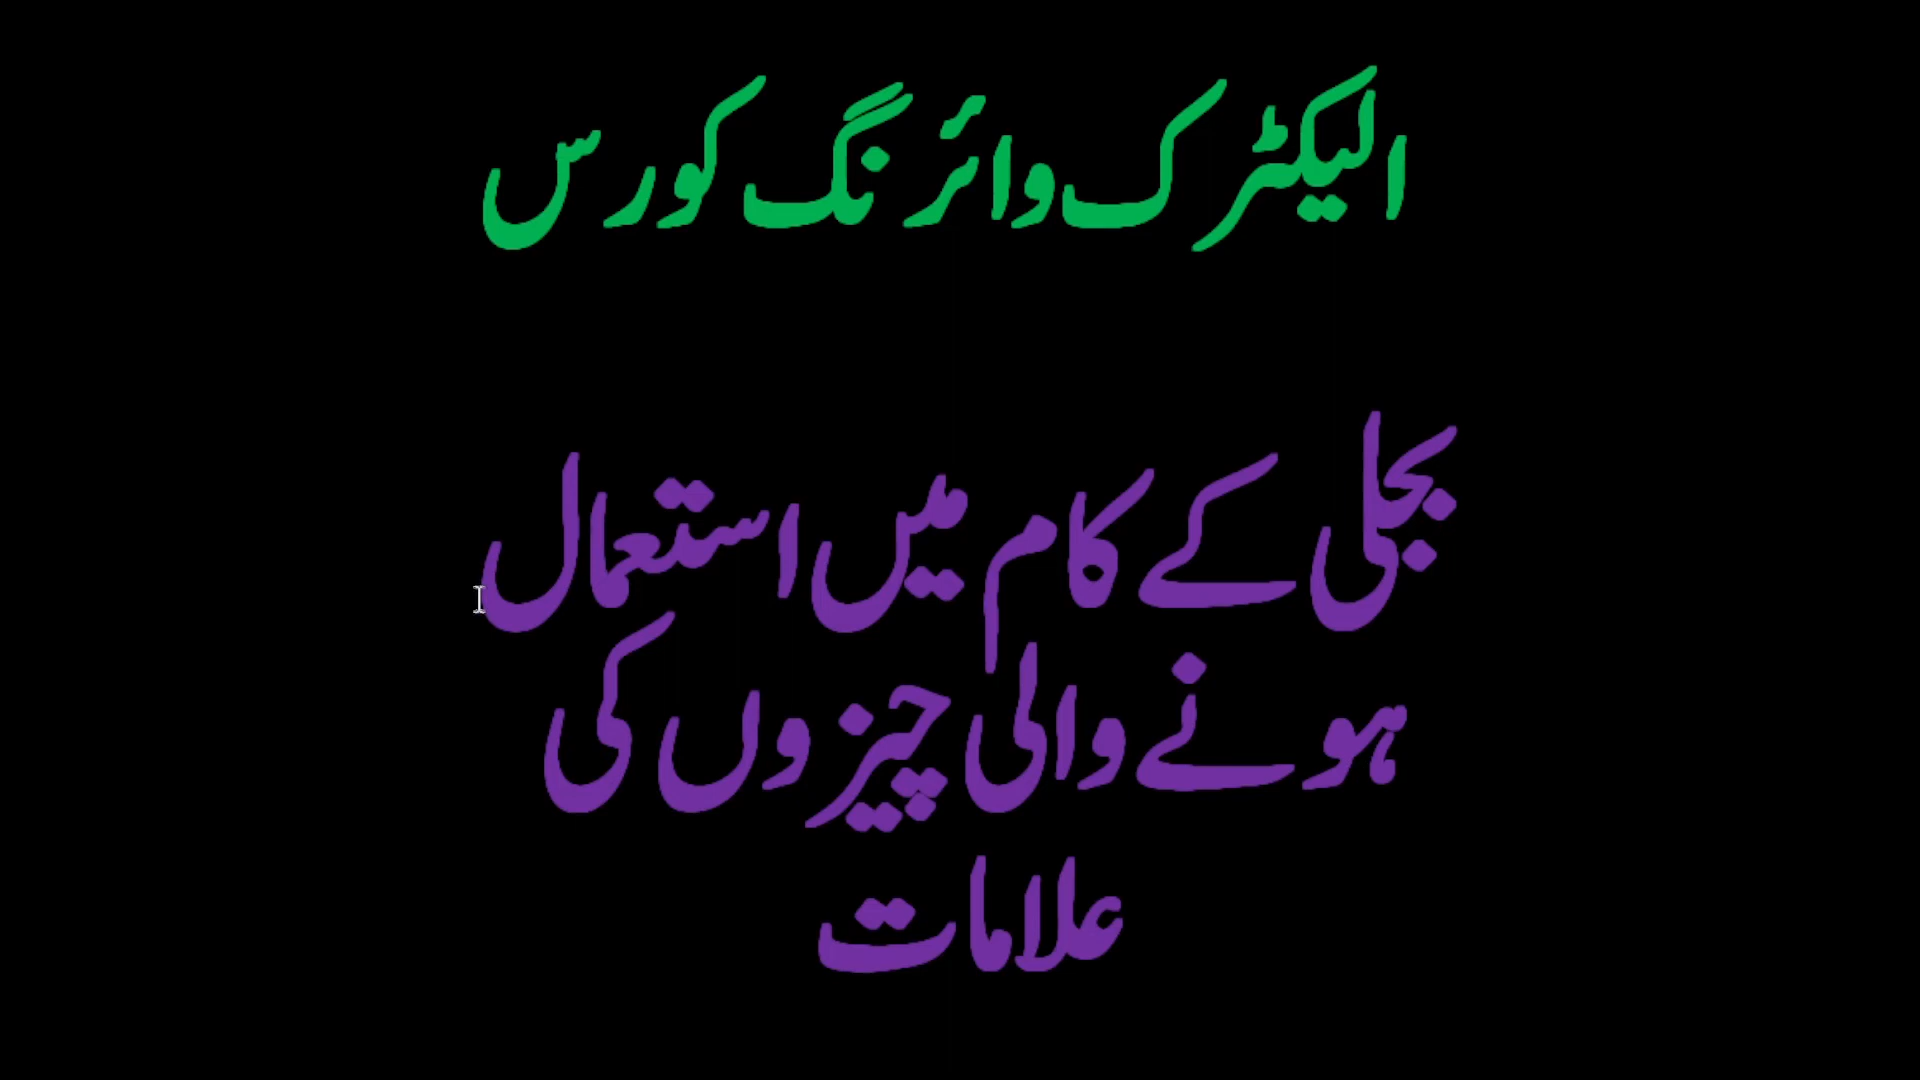 الیکٹرک وائرنگ کورس
بجلی کے کام میں استعمال
ہونے والی چیزوں کی
علامات